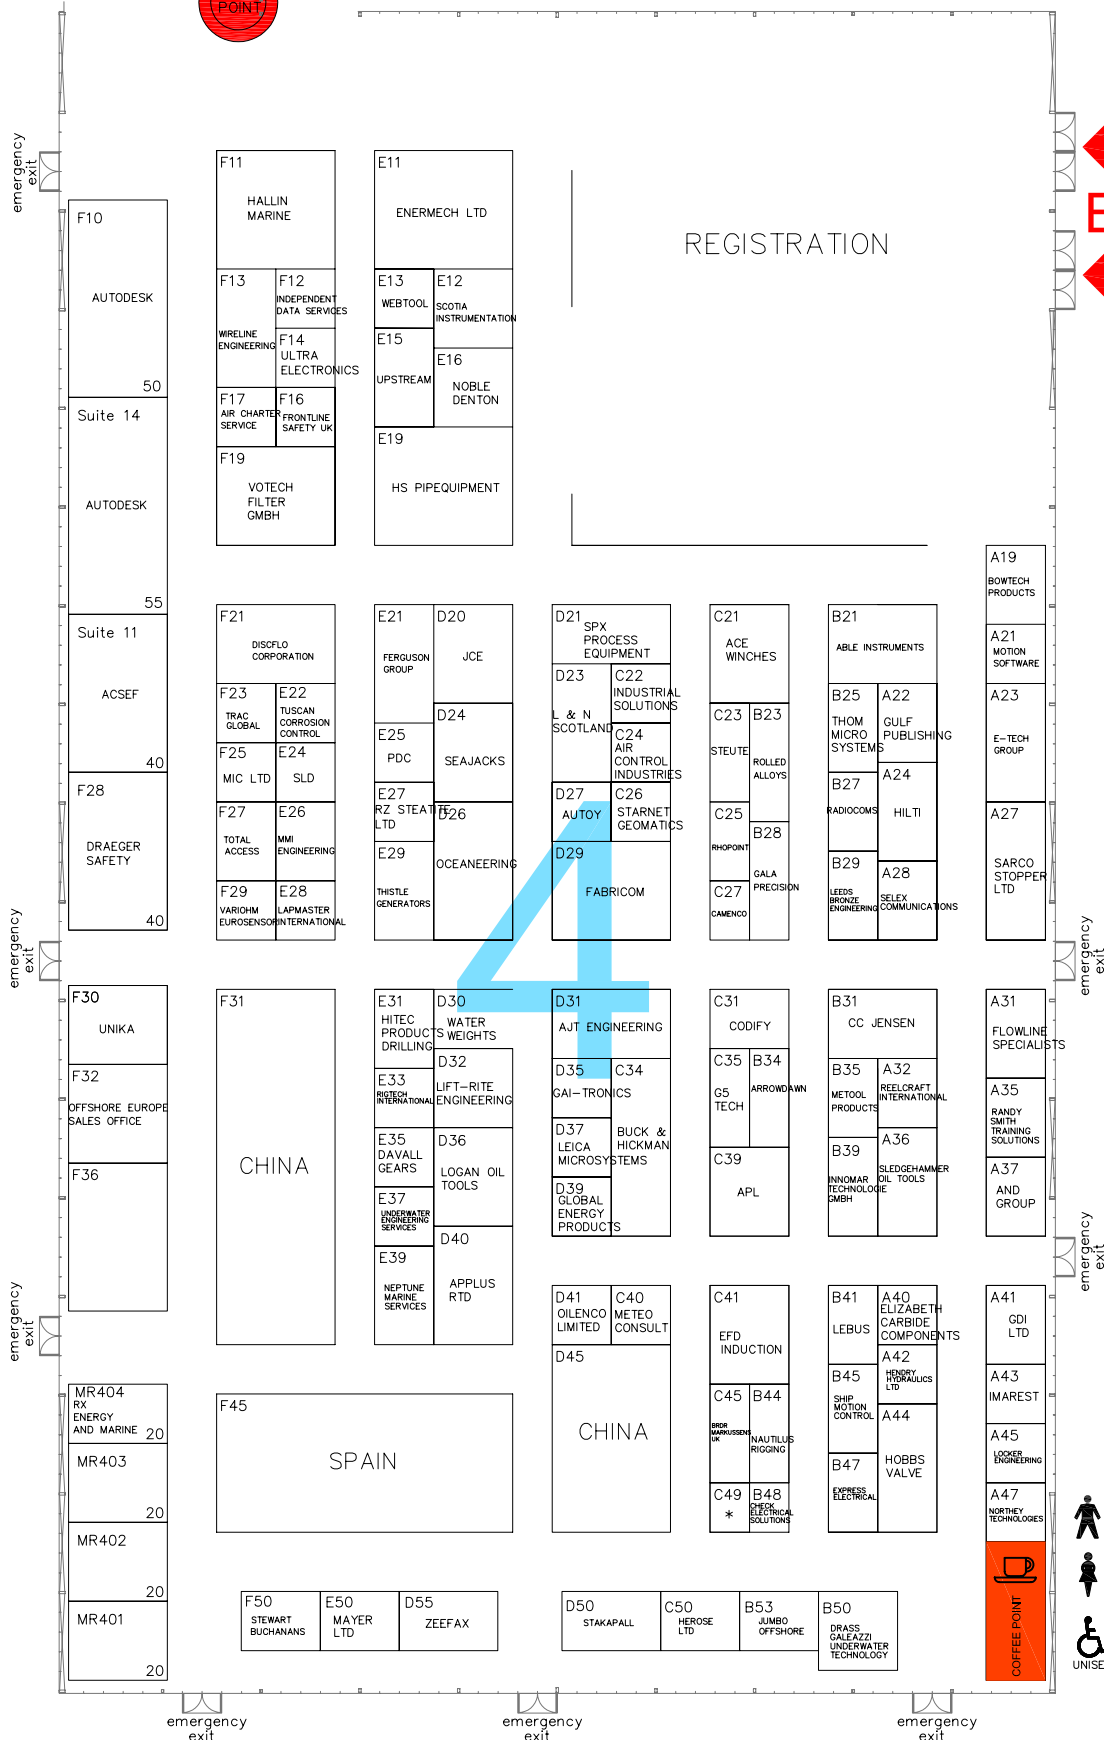 POINT
emergency
exit
F10
AUTODESK
50
Suite 14
AUTODESK
55
Suite 11
ACSEF
40
F28
DRAEGER
SAFETY
40
F11
HALLIN
MARINE
F13
WIRELINE
ENGINEERING
F12
INDEPENDENT
DATA SERVICES
F14
ULTRA
ELECTRONICS
F17
AIR CHARTER
SERVICE
F16
FRONTLINE
SAFETY UK
F19
VOTECH
FILTER
GMBH
E11
ENERMECH LTD
E13
WEBTOOL
E12
SCOTIA
INSTRUMENTATION
E15
UPSTREAM
E16
NOBLE
DENTON
E19
HS PIPEQUIPMENT
REGISTRATION
E
A19
BOWTECH
PRODUCTS
A21
MOTION
SOFTWARE
A23
E-TECH
GROUP
A27
SARCO
STOPPER
LTD
F21
DISCFLO
CORPORATION
F23
TRAC
GLOBAL
E22
TUSCAN
CORROSION
CONTROL
F25
MIC LTD
E24
SLD
F27
TOTAL
ACCESS
E26
MMI
ENGINEERING
F29
VARIOHM
EUROSENSOR
E28
LAPMASTER
INTERNATIONAL
E21
FERGUSON
GROUP
D20
JCE
E25
PDC
D24
SEAJACKS
E27
RZ STEATITE
LTD
D26
OCEANEERING
E29
THISTLE
GENERATORS
D21
SPX
PROCESS
EQUIPMENT
D23
L & N
SCOTLAND
C22
INDUSTRIAL
SOLUTIONS
C24
AIR
CONTROL
INDUSTRIES
D27
AUTOY
C26
STARNET
GEOMATICS
D29
FABRICOM
4
C21
ACE
WINCHES
C23
STEUTE
B23
ROLLED
ALLOYS
C25
RHOPOINT
B28
GALA
PRECISION
C27
CAMENCO
B21
ABLE INSTRUMENTS
B25
THOM
MICRO
SYSTEMS
A22
GULF
PUBLISHING
B27
RADIOCOMS
A24
HILTI
B29
LEEDS
BRONZE
ENGINEERING
A28
SELEX
COMMUNICATIONS
emergency
exit
emergency
exit
F30
UNIKA
F32
OFFSHORE EUROPE
SALES OFFICE
F36
F31
CHINA
E31
HITEC
PRODUCTS
DRILLING
D30
WATER
WEIGHTS
E33
RIGTECH
INTERNATIONAL
D32
LIFT-RITE
ENGINEERING
E35
DAVALL
GEARS
D36
LOGAN OIL
TOOLS
E37
UNDERWATER
ENGINEERING
SERVICES
D40
APPLUS
RTD
E39
NEPTUNE
MARINE
SERVICES
D31
AJT ENGINEERING
D35
GAI-TRONICS
C34
BUCK &
HICKMAN
D37
LEICA
MICROSYSTEMS
D39
GLOBAL
ENERGY
PRODUCTS
C31
CODIFY
C35
G5
TECH
B34
ARROWDAWN
C39
APL
B31
CC JENSEN
B35
METOOL
PRODUCTS
A32
REELCRAFT
INTERNATIONAL
B39
INNOMAR
TECHNOLOGIE
GMBH
A36
SLEDGEHAMMER
OIL TOOLS
A31
FLOWLINE
SPECIALISTS
A35
RANDY
SMITH
TRAINING
SOLUTIONS
A37
AND
GROUP
emergency
exit
emergency
exit
D41
OILENCO
LIMITED
C40
METEO
CONSULT
D45
CHINA
C41
EFD
INDUCTION
C45
BRDR
MARKUSSENS
UK
B44
NAUTILUS
RIGGING
C49
*
B48
CHECK
ELECTRICAL
SOLUTIONS
B41
LEBUS
A40
ELIZABETH
CARBIDE
COMPONENTS
B45
SHIP
MOTION
CONTROL
A42
HENDRY
HYDRAULICS
LTD
A44
HOBBS
VALVE
B47
EXPRESS
ELECTRICAL
A41
GDI
LTD
A43
IMAREST
A45
LOCKER
ENGINEERING
A47
NORTHEY
TECHNOLOGIES
COFFEE POINT
UNISE
MR404
RX
ENERGY
AND MARINE
20
MR403
20
MR402
20
MR401
20
F45
SPAIN
F50
STEWART
BUCHANANS
E50
MAYER
LTD
D55
ZEEFAX
D50
STAKAPALL
C50
HEROSE
LTD
B53
JUMBO
OFFSHORE
B50
DRASS
GALEAZZI
UNDERWATER
TECHNOLOGY
emergency
exit
emergency
exit
emergency
exit